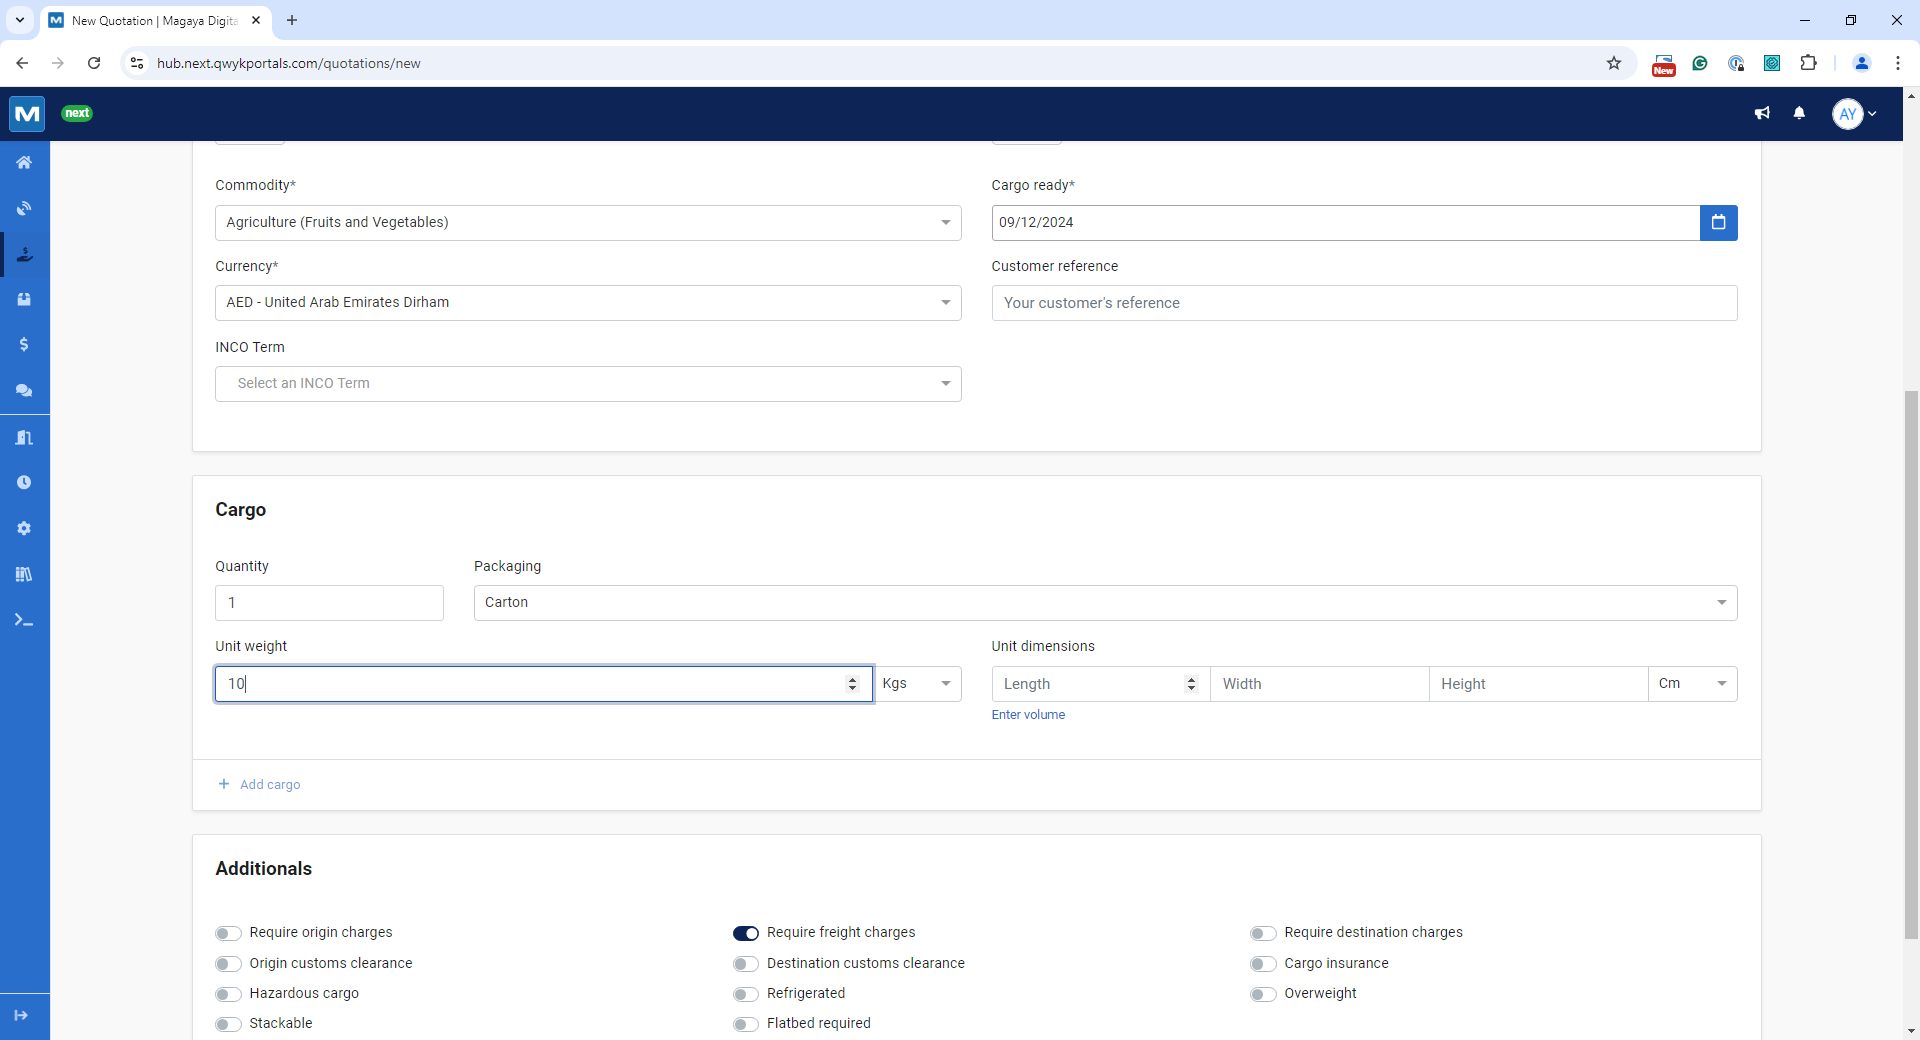 New Quotation | Magaya Digita
hub.next.qwykportals.com/quotations/new
New
M next
AY
Commodity*
Cargo ready*
Agriculture (Fruits and Vegetables)
09/12/2024
Currency*
Customer reference
AED - United Arab Emirates Dirham
Your customer's reference
INCO Term
Select an INCO Term
Cargo
Quantity
Packaging
1
Carton
Unit weight
Unit dimensions
10
Kgs
Length
Width
Height
Cm
Enter volume
+ Add cargo
Additionals
Require origin charges
Require freight charges
Require destination charges
Origin customs clearance
Destination customs clearance
Cargo insurance
Hazardous cargo
Refrigerated
Overweight
Stackable
Flatbed required